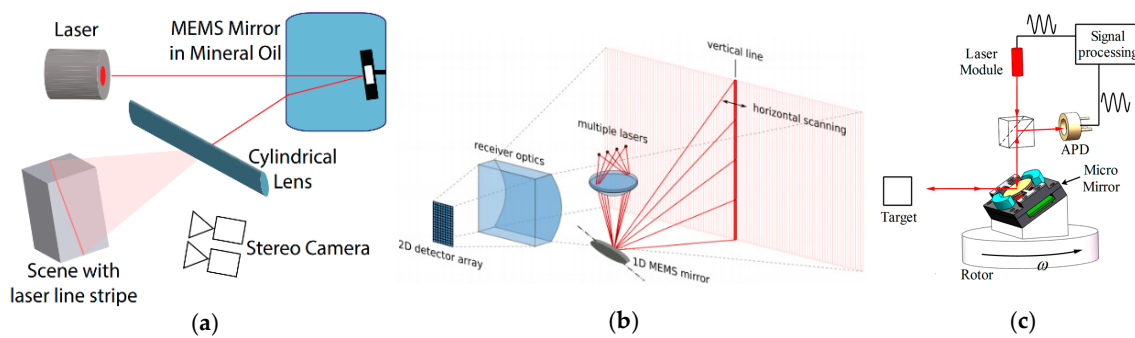 Laser
MEMS Mirror
in Mineral Oil
Cylindrical
Lens
Stereo Camera
Scene with
laser line stripe
(a)
vertical line
horizontal scanning
multiple lasers
receiver optics
2D detector array
1D MEMS mirror
(b)
Laser
Module
Signal
processing
APD
Micro
Mirror
Target
Rotor
ω
(c)